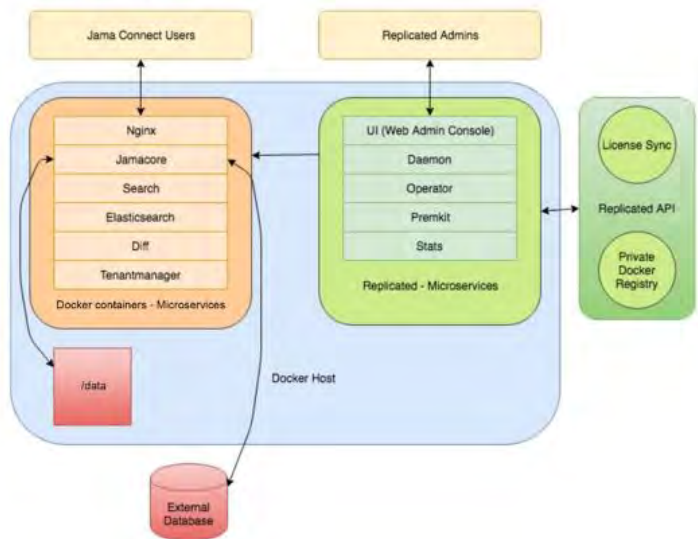 Jama Connect Users
Replicated Admins
Nginx
Jamacore
Search
Elasticsearch
Diff
Tenantmanager
Docker containers - Microservices
UI (Web Admin Console)
Daemon
Operator
Premkit
Stats
Replicated - Microservices
License Sync
Replicated API
Private
Docker
Registry
/data
Docker Host
External
Database